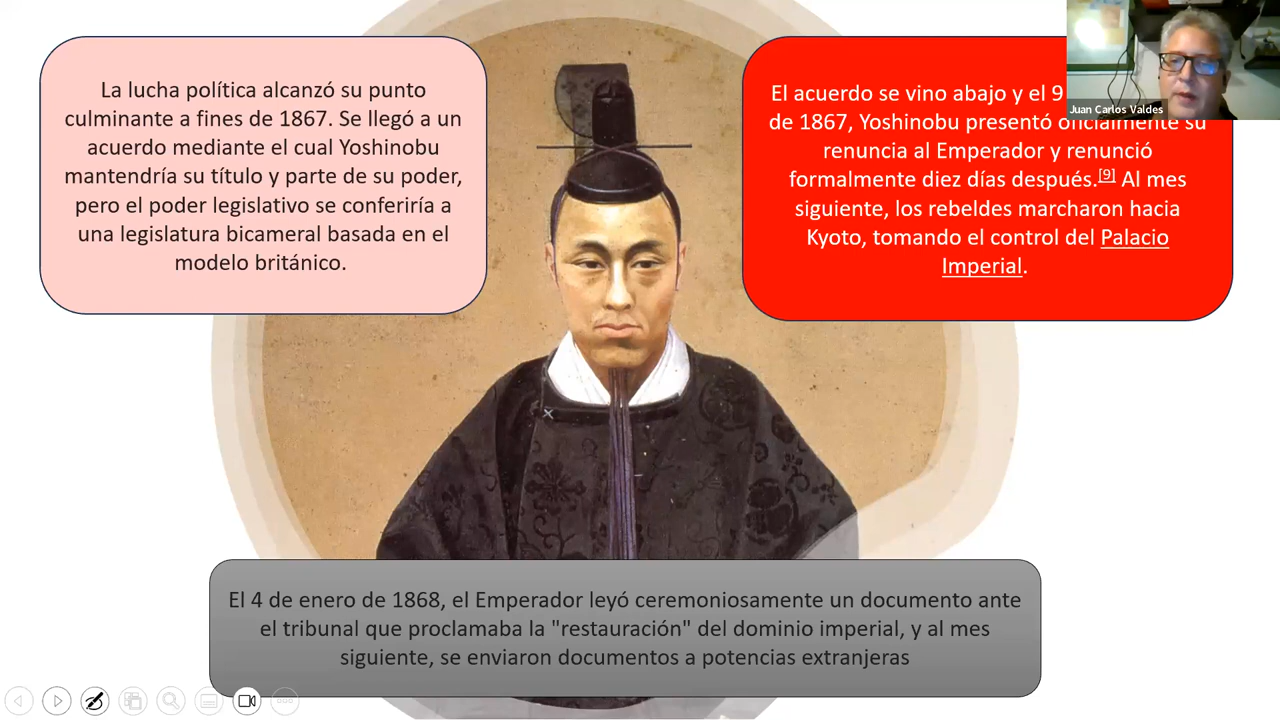 La lucha política alcanzó su punto
culminante a fines de 1867. Se llegó a un
acuerdo mediante el cual Yoshinobu
mantendría su título y parte de su poder,
pero el poder legislativo se conferiría a
una legislatura bicameral basada en el
modelo británico.
El acuerdo se vino abajo y el 9
de 1867, Yoshinobu presentó oficialmente su
renuncia al Emperador y renunció
formalmente diez días después.[9] Al mes
siguiente, los rebeldes marcharon hacia
Kyoto, tomando el control del Palacio
Imperial.
Juan Carlos Valdes
El 4 de enero de 1868, el Emperador leyó ceremoniosamente un documento ante
el tribunal que proclamaba la "restauración" del dominio imperial, y al mes
siguiente, se enviaron documentos a potencias extranjeras